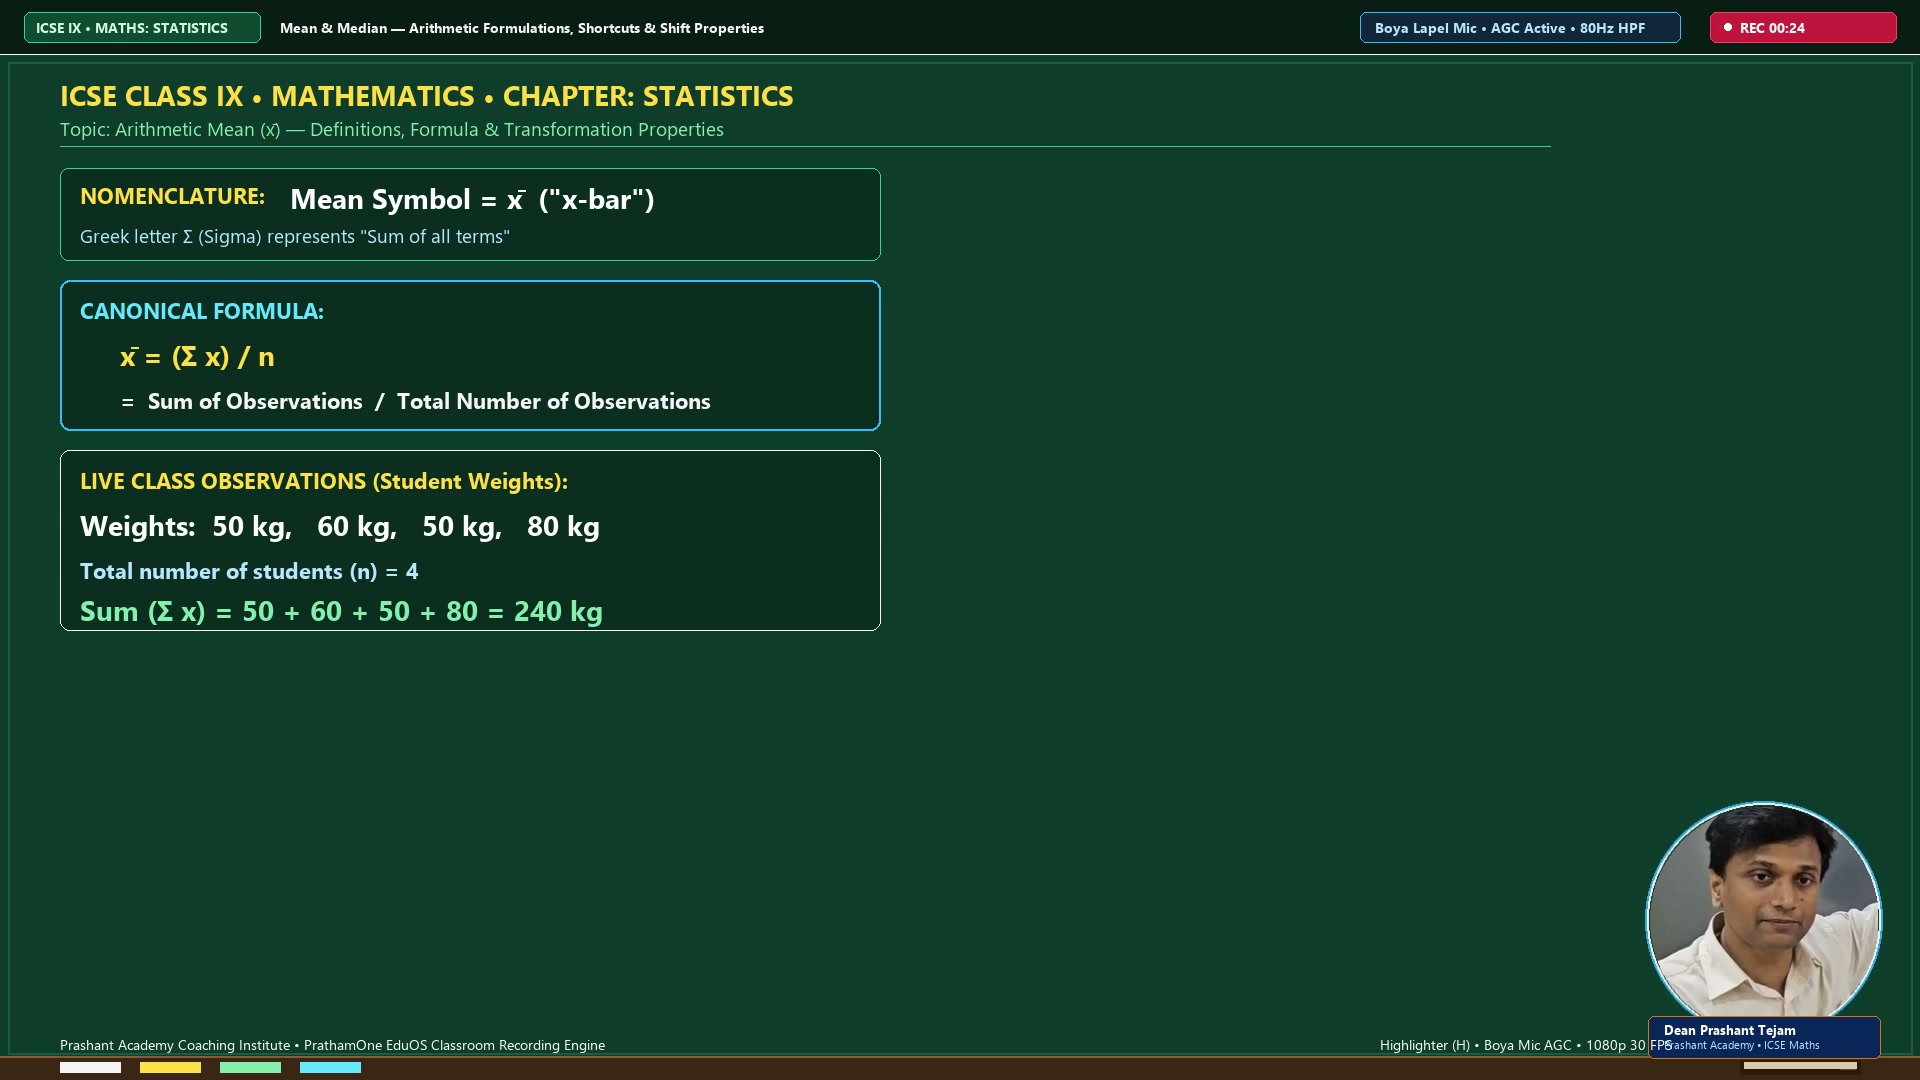 ICSE IX • MATHS: STATISTICS
Mean & Median — Arithmetic Formulations, Shortcuts & Shift Properties
Boya Lapel Mic • AGC Active • 80Hz HPF
REC 00:24
ICSE CLASS IX • MATHEMATICS • CHAPTER: STATISTICS
Topic: Arithmetic Mean (x̄) — Definitions, Formula & Transformation Properties
NOMENCLATURE: Mean Symbol = x̄ ("x-bar")
Greek letter Σ (Sigma) represents "Sum of all terms"
CANONICAL FORMULA:
x̄ = (Σ x) / n
= Sum of Observations / Total Number of Observations
LIVE CLASS OBSERVATIONS (Student Weights):
Weights: 50 kg, 60 kg, 50 kg, 80 kg
Total number of students (n) = 4
Sum (Σ x) = 50 + 60 + 50 + 80 = 240 kg
Prashant Academy Coaching Institute • PrathamOne EduOS Classroom Recording Engine
Highlighter (H) • Boya Mic AGC • 1080p 30 FPS
Dean Prashant Tejam
Prashant Academy • ICSE Maths